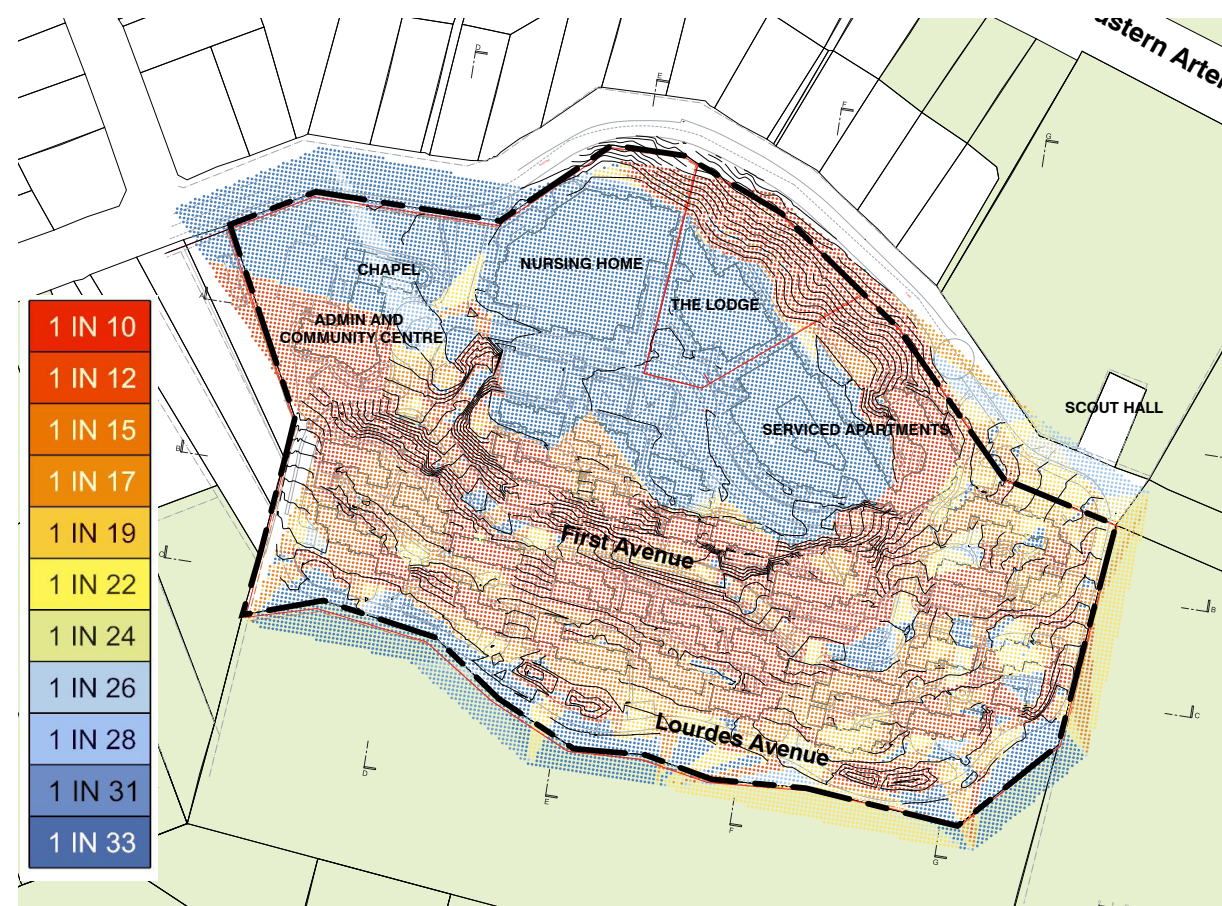 astern Arter
D
E
F
G
CHAPEL
NURSING HOME
THE LODGE
A
ADMIN AND
COMMUNITY CENTRE
SCOUT HALL
SERVICED APARTMENTS
B
First Avenue
C
B
Lourdes Avenue
C
D
E
F
G
1 IN 10
1 IN 12
1 IN 15
1 IN 17
1 IN 19
1 IN 22
1 IN 24
1 IN 26
1 IN 28
1 IN 31
1 IN 33